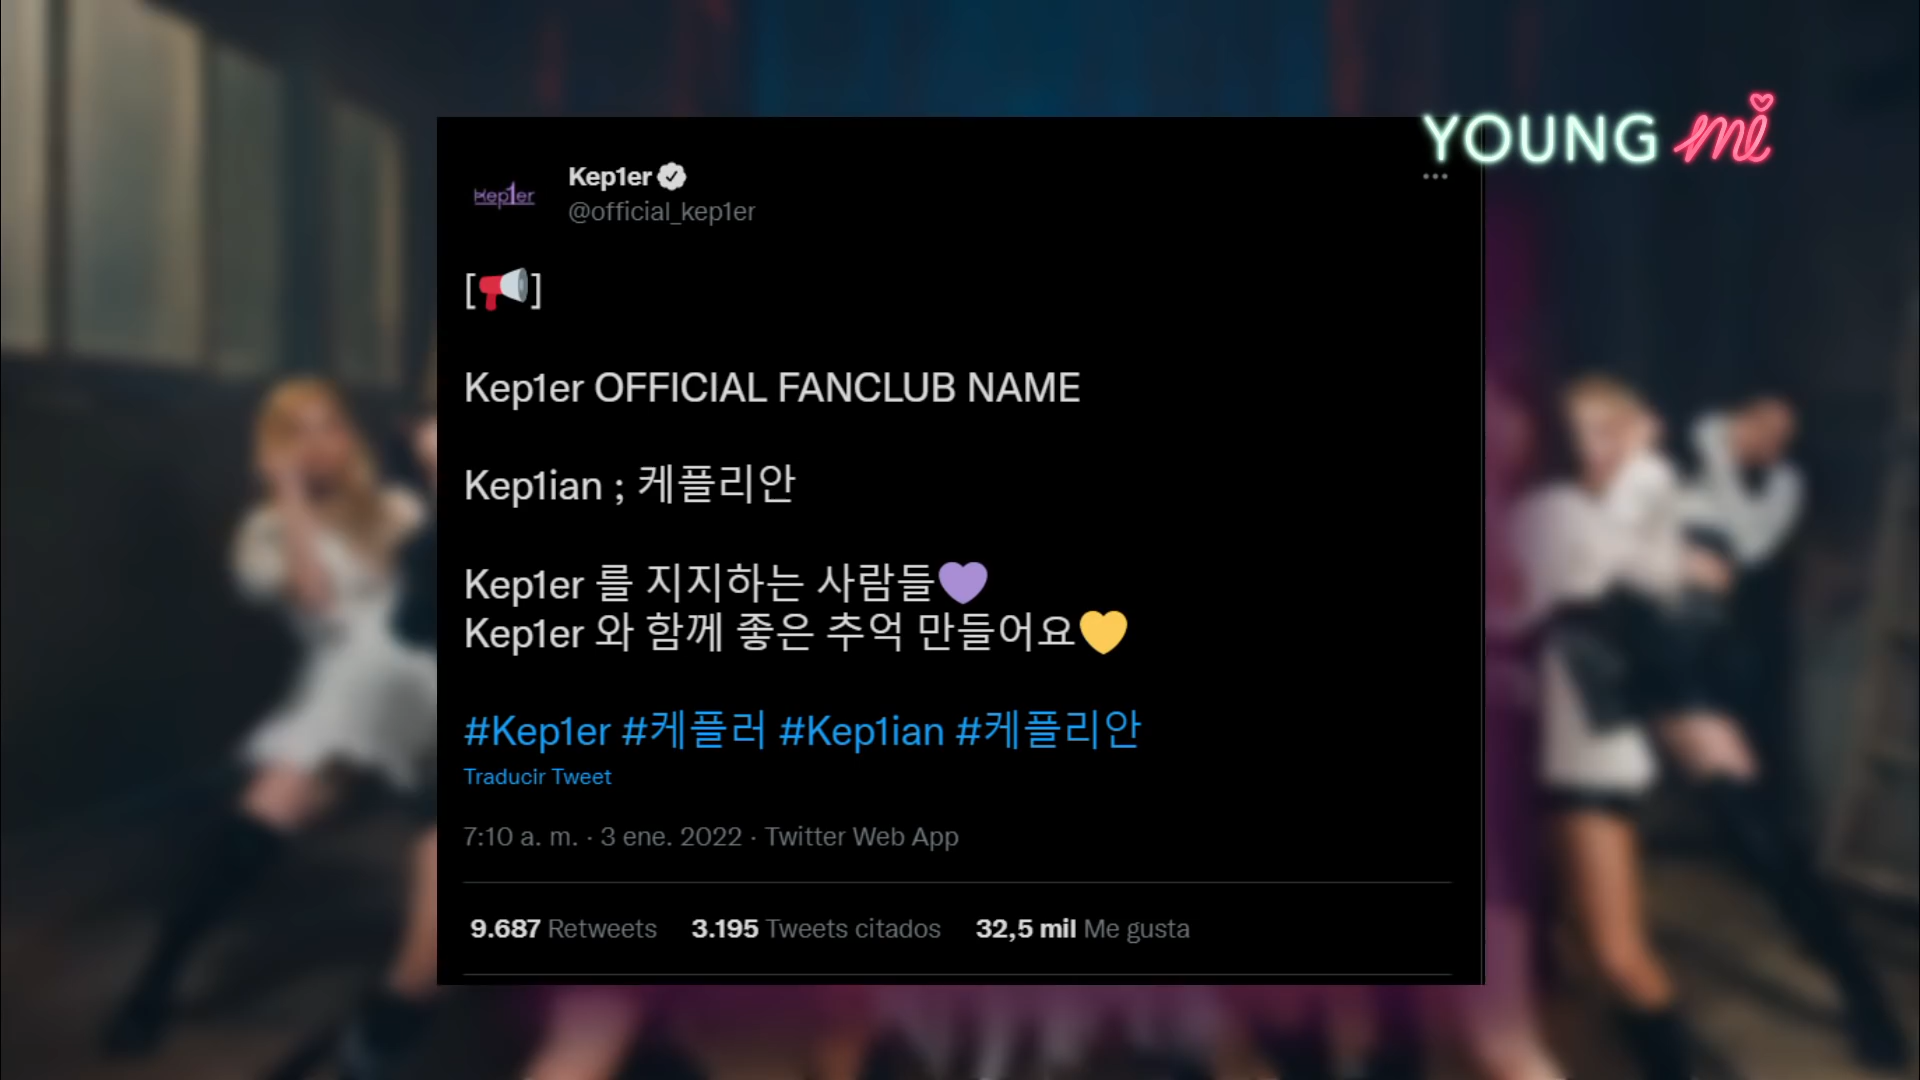 YOUNG mi
Kep1er
Kep1er
@official_kep1er
[📢]
Kep1er OFFICIAL FANCLUB NAME
Kep1ian ; 케플리안
Kep1er 를 지지하는 사람들💜
Kep1er 와 함께 좋은 추억 만들어요💛
#Kep1er #케플러 #Kep1ian #케플리안
Traducir Tweet
7:10 a. m. · 3 ene. 2022 · Twitter Web App
9.687 Retweets 3.195 Tweets citados 32,5 mil Me gusta